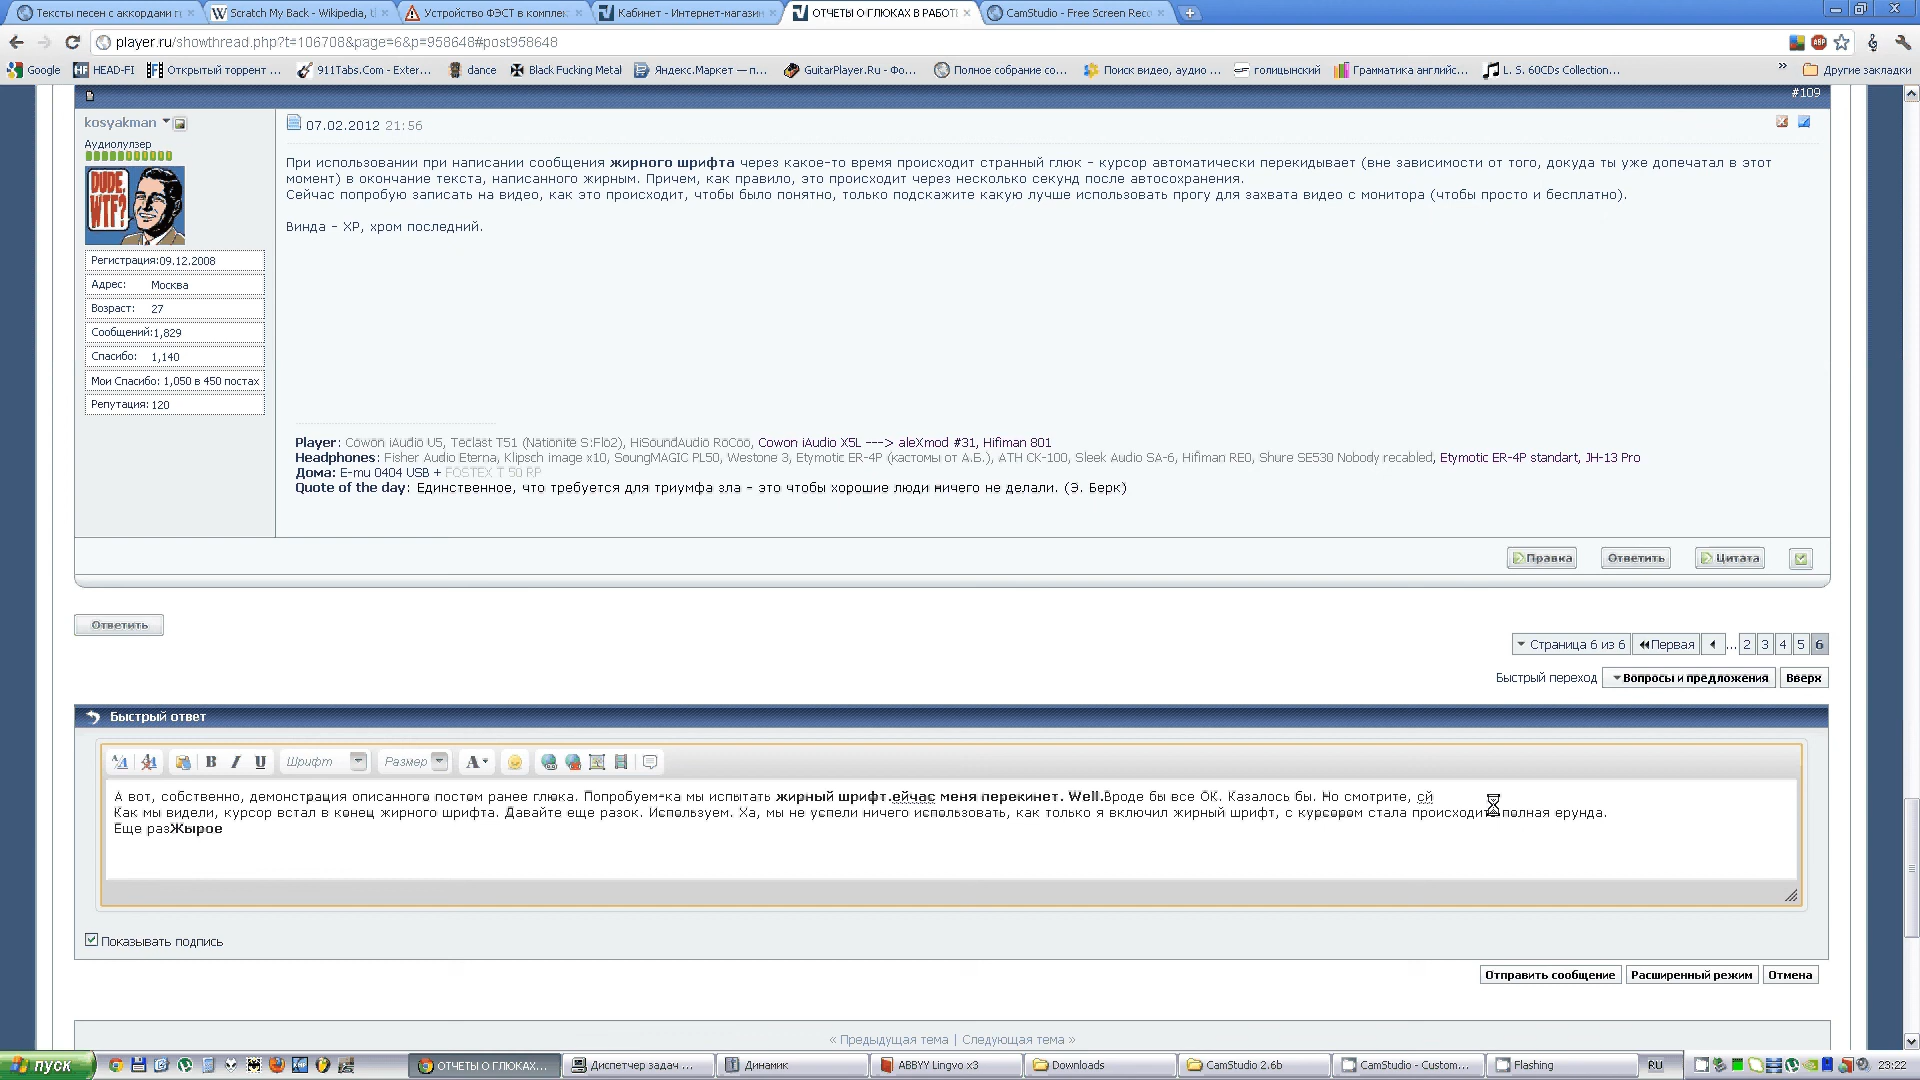 Тексты песен с аккордами г
Scratch My Back - Wikipedia, t
Устройство ФЭСТ в комплек
Кабинет - Интернет-магазин
ОТЧЕТЫ О ГЛЮКАХ В РАБОТЕ
CamStudio - Free Screen Reco
player.ru/showthread.php?t=106708&page=6&p=958648#post958648
Google
HEAD-FI
Открытый торрент ...
911Tabs.Com - Exter...
dance
Black Fucking Metal
Яндекс.Маркет — п...
GuitarPlayer.Ru - Фо...
Полное собрание со...
Поиск видео, аудио ...
голицынский
Грамматика английс...
L. S. 60CDs Collection...
»
Другие закладки
#109
kosyakman
07.02.2012 21:56
Аудиолулзер
DUDE, WTF?
Регистрация:09.12.2008
Адрес: Москва
Возраст: 27
Сообщений:1,829
Спасибо: 1,140
Мои Спасибо: 1,050 в 450 постах
Репутация: 120
При использовании при написании сообщения жирного шрифта через какое-то время происходит странный глюк - курсор автоматически перекидывает (вне зависимости от того, докуда ты уже допечатал в этот
момент) в окончание текста, написанного жирным. Причем, как правило, это происходит через несколько секунд после автосохранения.
Сейчас попробую записать на видео, как это происходит, чтобы было понятно, только подскажите какую лучше использовать прогу для захвата видео с монитора (чтобы просто и бесплатно).
Винда - XP, хром последний.
Player: Cowon iAudio U5, Teclast T51 (Nationite S:Flo2), HiSoundAudio RoCoo, Cowon iAudio X5L ---> aleXmod #31, Hifiman 801
Headphones: Fisher Audio Eterna, Klipsch image x10, SoungMAGIC PL50, Westone 3, Etymotic ER-4P (кастомы от А.Б.), ATH CK-100, Sleek Audio SA-6, Hifiman RE0, Shure SE530 Nobody recabled, Etymotic ER-4P standart, JH-13 Pro
Дома: E-mu 0404 USB + FOSTEX T 50 RP
Quote of the day: Единственное, что требуется для триумфа зла - это чтобы хорошие люди ничего не делали. (Э. Берк)
Правка
Ответить
Цитата
Ответить
Страница 6 из 6
Первая
...
2
3
4
5
6
Быстрый переход
Вопросы и предложения
Вверх
Быстрый ответ
B I U
Шрифт
Размер
A
А вот, собственно, демонстрация описанного постом ранее глюка. Попробуем-ка мы испытать жирный шрифт.ейчас меня перекинет. Well.Вроде бы все ОК. Казалось бы. Но смотрите, сй
Как мы видели, курсор встал в конец жирного шрифта. Давайте еще разок. Используем. Ха, мы не успели ничего использовать, как только я включил жирный шрифт, с курсором стала происходить полная ерунда.
Еще разЖырое
Показывать подпись
Отправить сообщение
Расширенный режим
Отмена
« Предыдущая тема | Следующая тема »
пуск
ОТЧЕТЫ О ГЛЮКАХ...
Диспетчер задач ...
Динамик
ABBYY Lingvo x3
Downloads
CamStudio 2.6b
CamStudio - Custom...
Flashing
RU
23:22